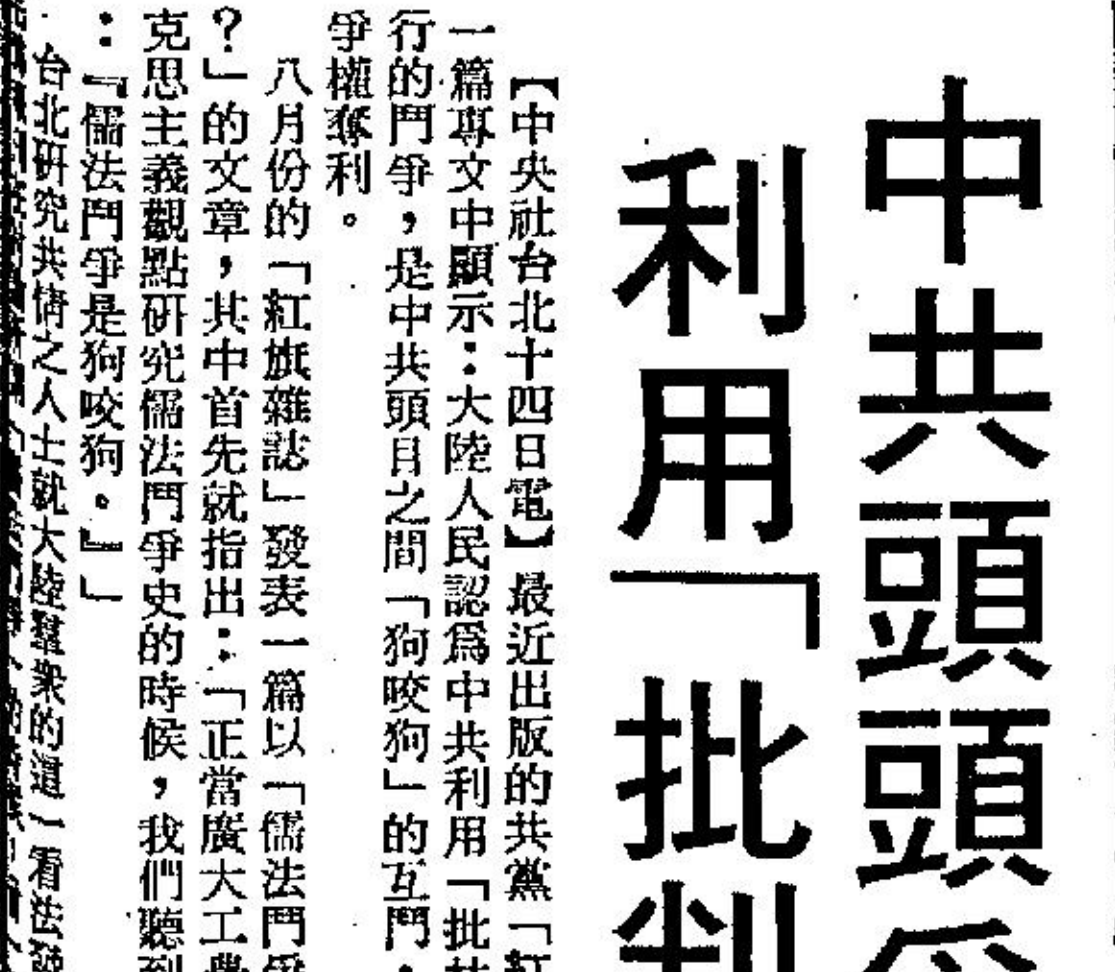 中共頭頭爭
利用「批判
【中央社台北十四日電】最近出版的共黨「紅
一篇專文中顯示：大陸人民認爲中共利用「批林
行的鬥爭，是中共頭目之間「狗咬狗」的互鬥，
爭權奪利。
八月份的「紅旗雜誌」發表一篇以「儒法鬥爭
？」的文章，其中首先就指出：「正當廣大工農
克思主義觀點研究儒法鬥爭史的時候，我們聽到
：『儒法鬥爭是狗咬狗。』」
台北研究共情之人士就大陸羣衆的這一看法說